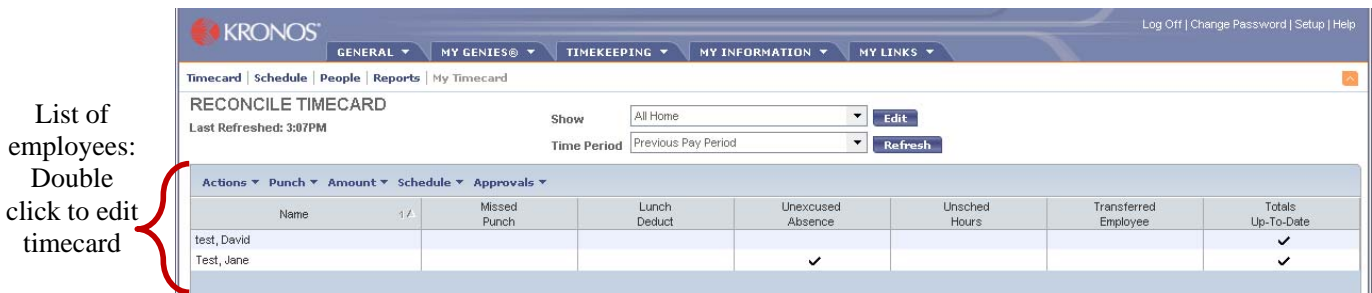 KRONOS®
Log Off | Change Password | Setup | Help
GENERAL MY GENIES® TIMEKEEPING MY INFORMATION MY LINKS
Timecard | Schedule | People | Reports | My Timecard
RECONCILE TIMECARD
Last Refreshed: 3:07PM
Show All Home Edit
Time Period Previous Pay Period Refresh
List of
employees:
Double
click to edit
timecard
Actions Punch Amount Schedule Approvals
Name 1 Missed Punch Lunch Deduct Unexcused Absence Unsched Hours Transferred Employee Totals Up-To-Date
test, David
Test, Jane